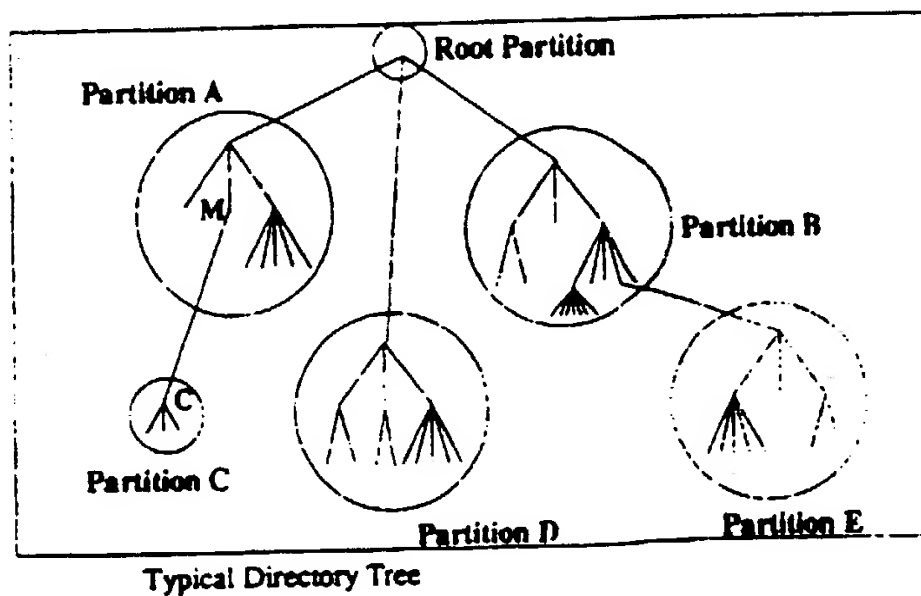 Root Partition
Partition A
M
Partition B
C
Partition C
Partition D
Partition E
Typical Directory Tree